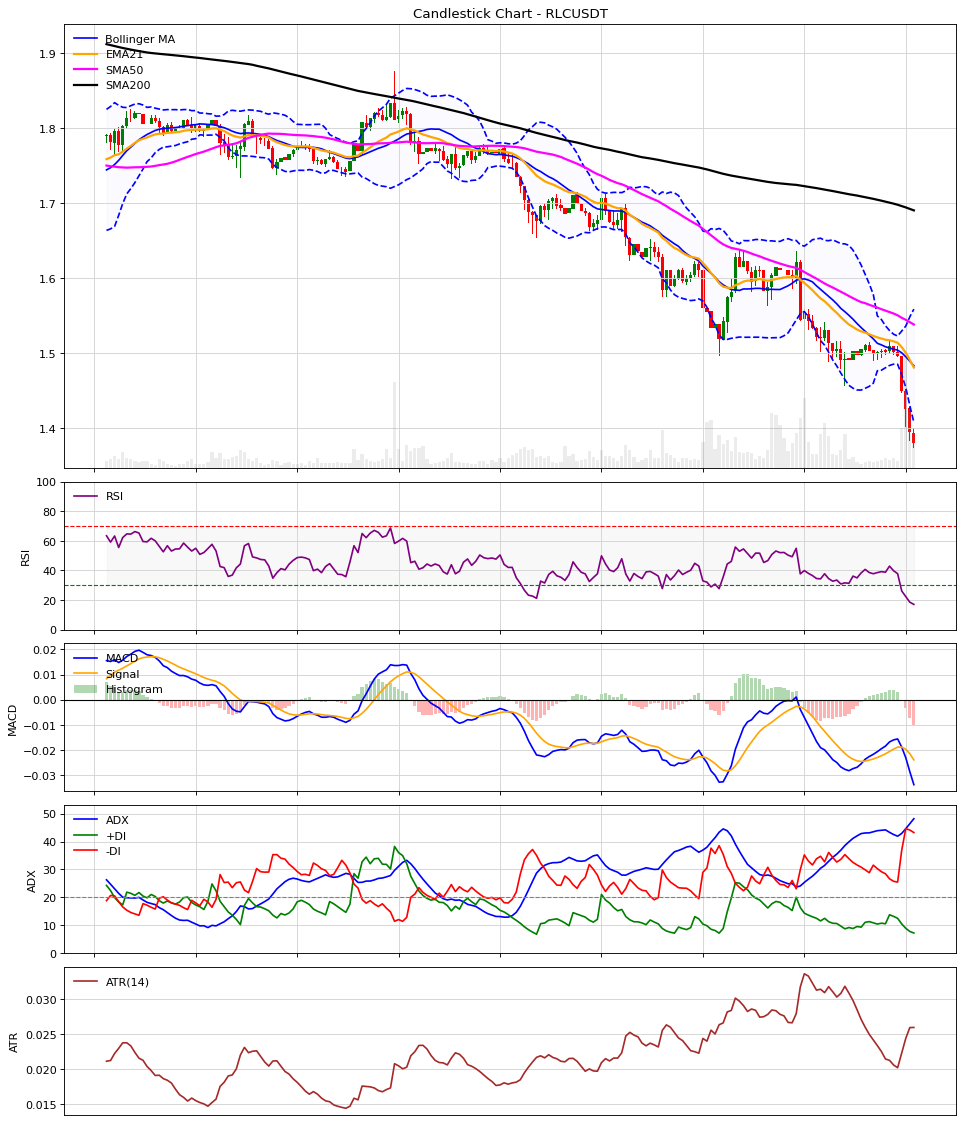 Candlestick Chart - RLCUSDT
Bollinger MA
EMA21
SMA50
SMA200
1.9
1.8
1.7
1.6
1.5
1.4
RSI
RSI
100
80
60
40
20
0
MACD
Signal
Histogram
MACD
0.02
0.01
0.00
−0.01
−0.02
−0.03
ADX
+DI
-DI
ADX
50
40
30
20
10
0
ATR(14)
ATR
0.030
0.025
0.020
0.015